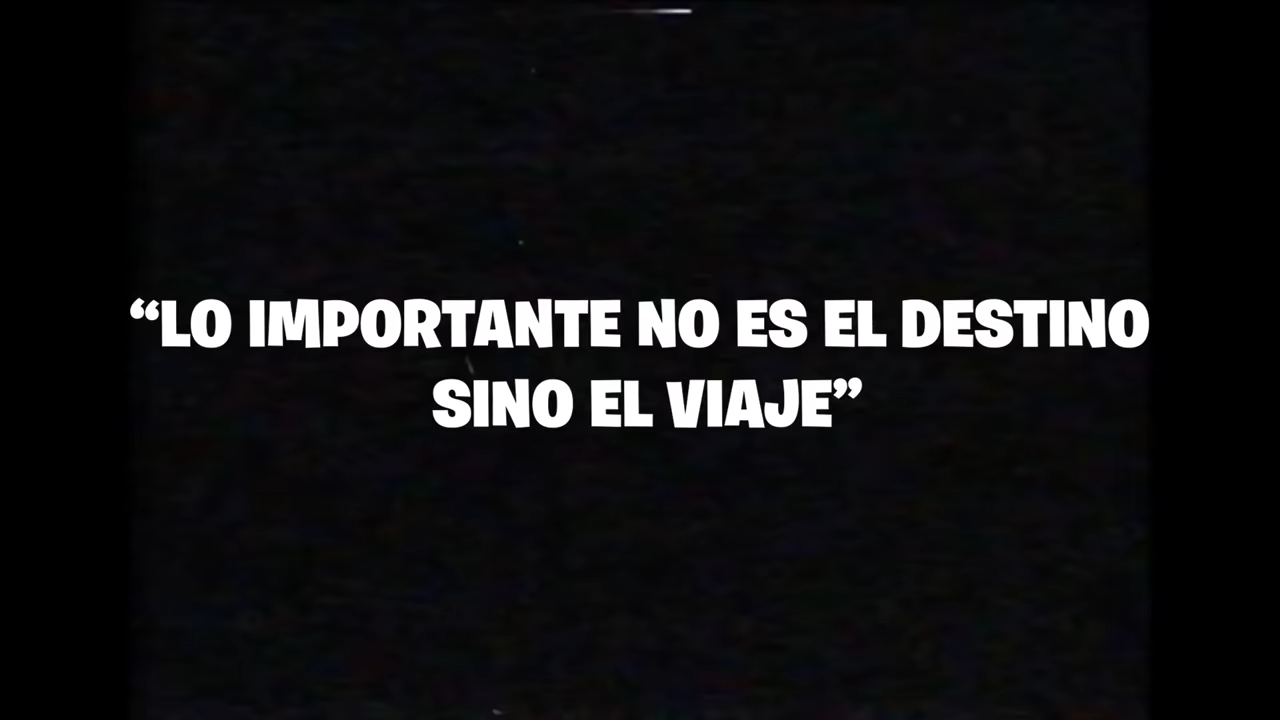 “LO IMPORTANTE NO ES EL DESTINO
SINO EL VIAJE”